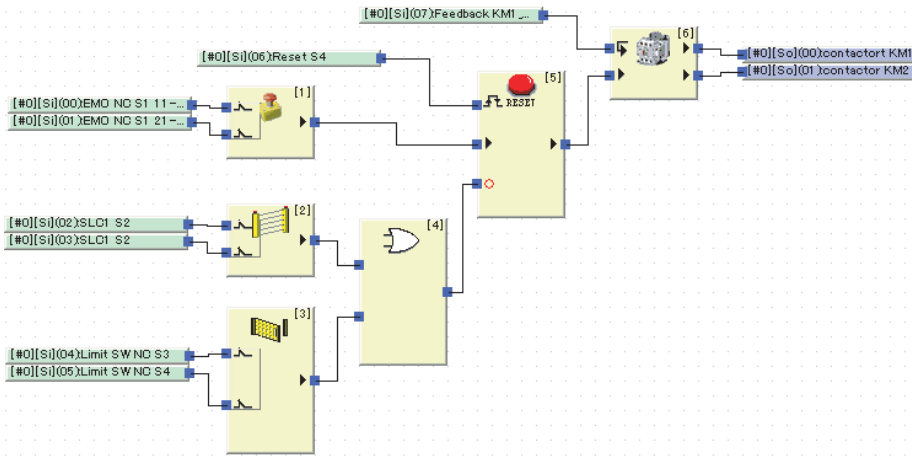 [#0][Si](07):Feedback KM1_...
[6]
[#0][So](00):contactort KM1
[#0][So](01):contactor KM2
[#0][Si](06):Reset S4
[5]
RESET
[#0][Si](00):EMO NC S1 11-...
[#0][Si](01):EMO NC S1 21-...
[1]
[#0][Si](02):SLC1 S2
[#0][Si](03):SLC1 S2
[2]
[4]
[3]
[#0][Si](04):Limit SW NC S3
[#0][Si](05):Limit SW NC S4